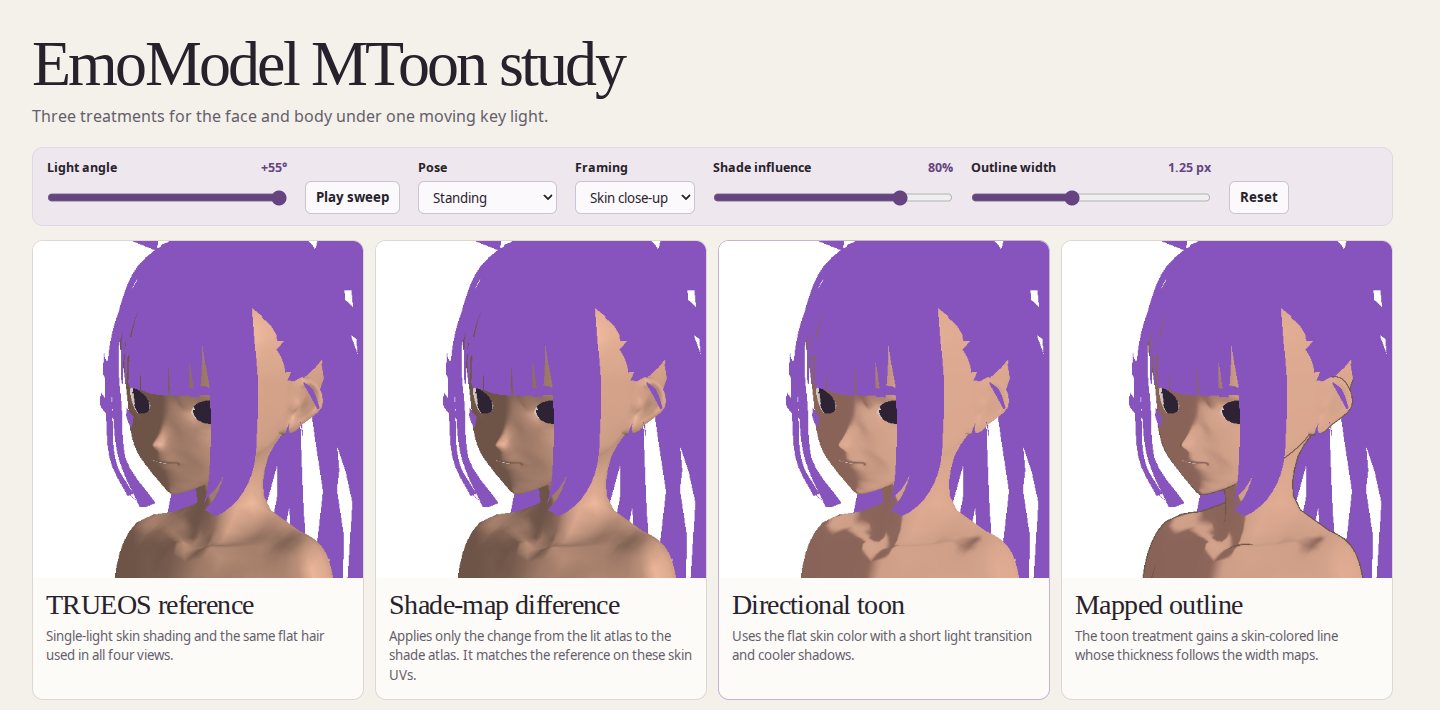 EmoModel MToon study
Three treatments for the face and body under one moving key light.
Light angle +55° Pose Framing Shade influence 80% Outline width 1.25 px
Play sweep Standing Skin close-up Reset
TRUEOS reference
Single-light skin shading and the same flat hair
used in all four views.
Shade-map difference
Applies only the change from the lit atlas to the
shade atlas. It matches the reference on these skin
UVs.
Directional toon
Uses the flat skin color with a short light transition
and cooler shadows.
Mapped outline
The toon treatment gains a skin-colored line
whose thickness follows the width maps.